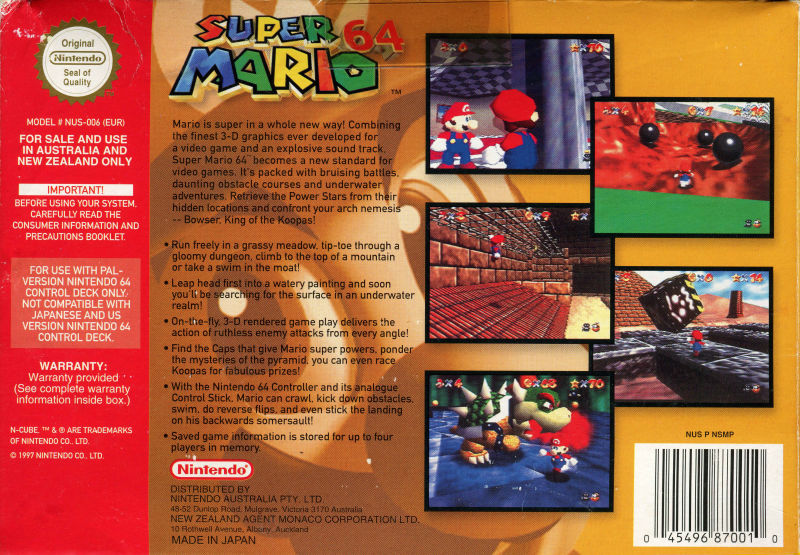 Original
Nintendo
Seal of
Quality
MODEL # NUS-006 (EUR)
FOR SALE AND USE
IN AUSTRALIA AND
NEW ZEALAND ONLY
IMPORTANT!
BEFORE USING YOUR SYSTEM.
CAREFULLY READ THE
CONSUMER INFORMATION AND
PRECAUTIONS BOOKLET.
FOR USE WITH PAL-
VERSION NINTENDO 64
CONTROL DECK ONLY.
NOT COMPATIBLE WITH
JAPANESE AND US
VERSION NINTENDO 64
CONTROL DECK.
WARRANTY:
Warranty provided
(See complete warranty
information inside box.)
N-CUBE, ™ & ® ARE TRADEMARKS
OF NINTENDO CO., LTD.
© 1997 NINTENDO CO., LTD.
SUPER
MARIO 64
™
Mario is super in a whole new way! Combining
the finest 3-D graphics ever developed for
a video game and an explosive sound track,
Super Mario 64™ becomes a new standard for
video games. It's packed with bruising battles,
daunting obstacle courses and underwater
adventures. Retrieve the Power Stars from their
hidden locations and confront your arch nemesis
-- Bowser, King of the Koopas!
• Run freely in a grassy meadow, tip-toe through a
gloomy dungeon, climb to the top of a mountain
or take a swim in the moat!
• Leap head first into a watery painting and soon
you'll be searching for the surface in an underwater
realm!
• On-the-fly, 3-D rendered game play delivers the
action of ruthless enemy attacks from every angle!
• Find the Caps that give Mario super powers, ponder
the mysteries of the pyramid, you can even race
Koopas for fabulous prizes!
• With the Nintendo 64 Controller and its analogue
Control Stick, Mario can crawl, kick down obstacles,
swim, do reverse flips, and even stick the landing
on his backwards somersault!
• Saved game information is stored for up to four
players in memory.
Nintendo®
DISTRIBUTED BY
NINTENDO AUSTRALIA PTY. LTD.
48-52 Dunlop Road, Mulgrave, Victoria 3170 Australia
NEW ZEALAND AGENT MONACO CORPORATION LTD.
10 Rothwell Avenue, Albany, Auckland
MADE IN JAPAN
×70
×4
×7
×14
×4
×70
NUS P NSMP
0 45496 87001 0